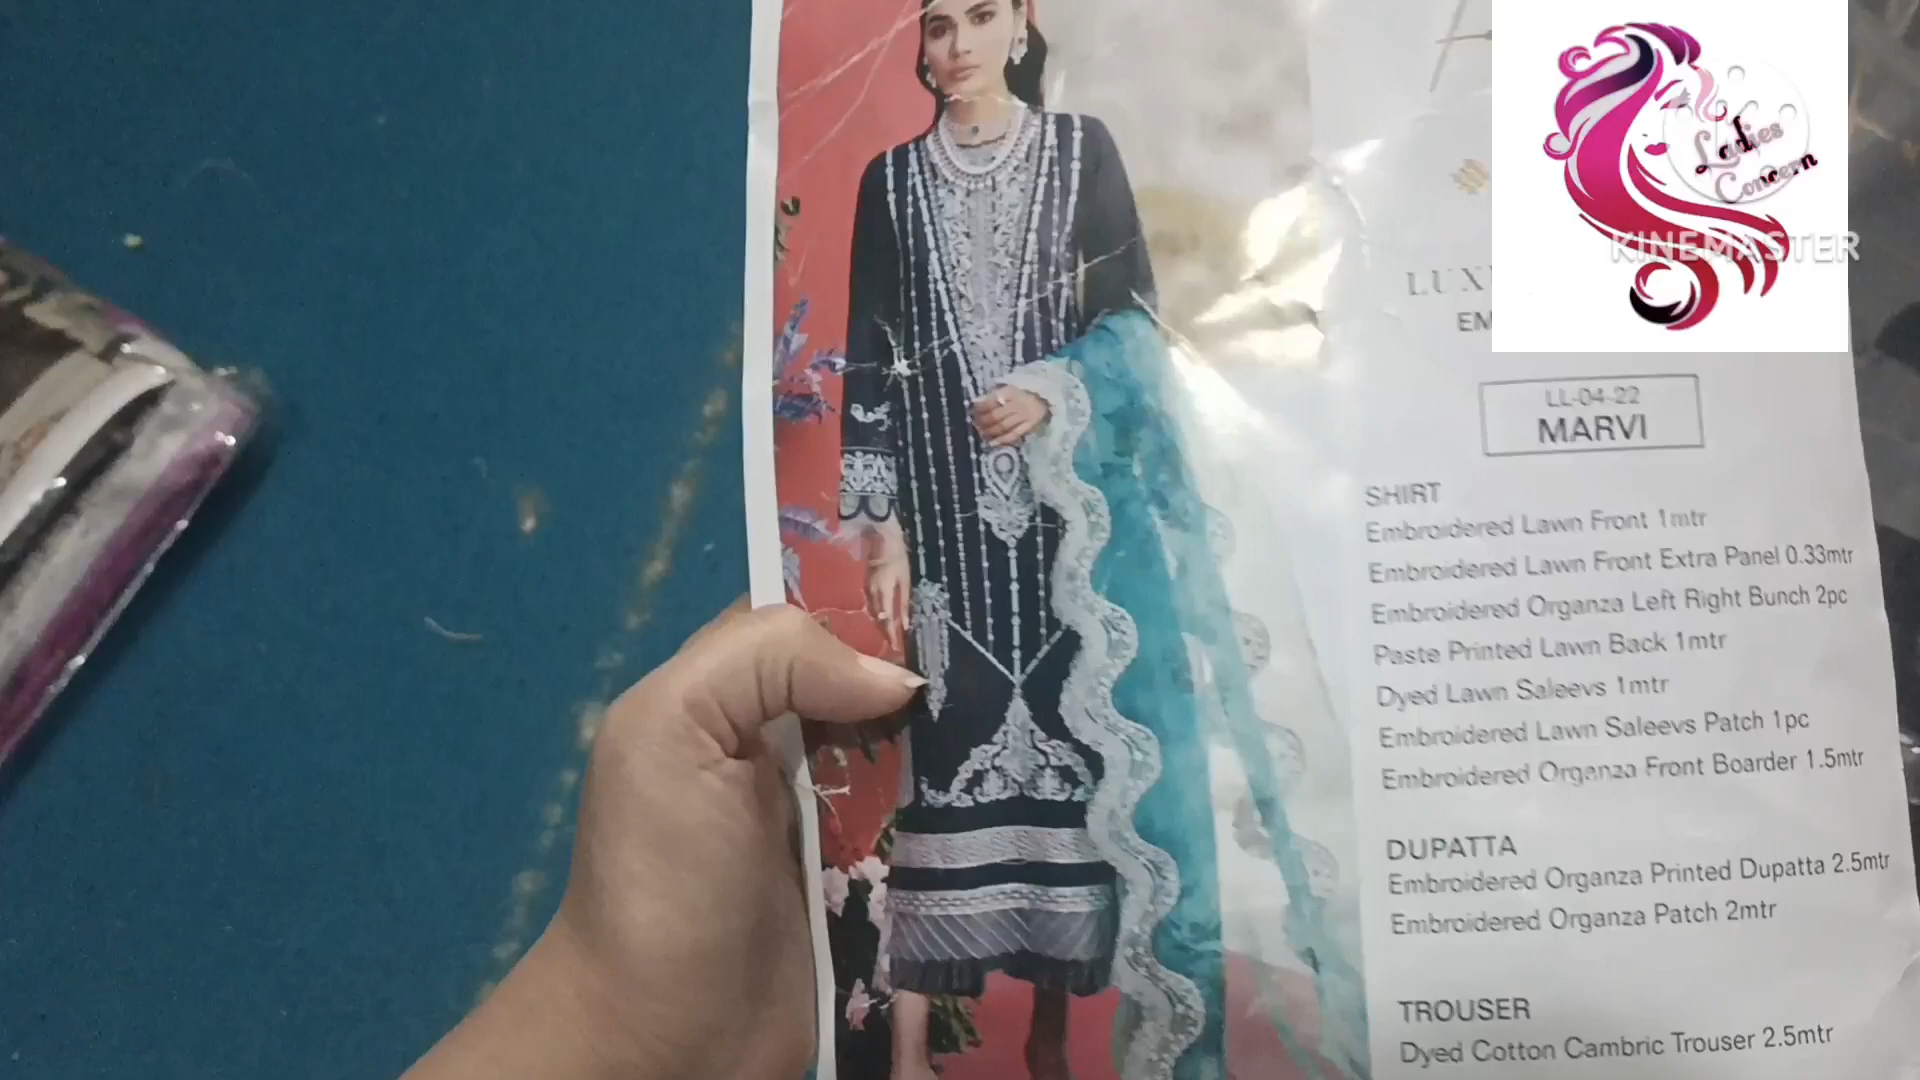 Ladies
Concern
KINEMASTER
LL-04-22
MARVI
SHIRT
Embroidered Lawn Front 1mtr
Embroidered Lawn Front Extra Panel 0.33mtr
Embroidered Organza Left Right Bunch 2pc
Paste Printed Lawn Back 1mtr
Dyed Lawn Saleevs 1mtr
Embroidered Lawn Saleevs Patch 1pc
Embroidered Organza Front Boarder 1.5mtr
DUPATTA
Embroidered Organza Printed Dupatta 2.5mtr
Embroidered Organza Patch 2mtr
TROUSER
Dyed Cotton Cambric Trouser 2.5mtr